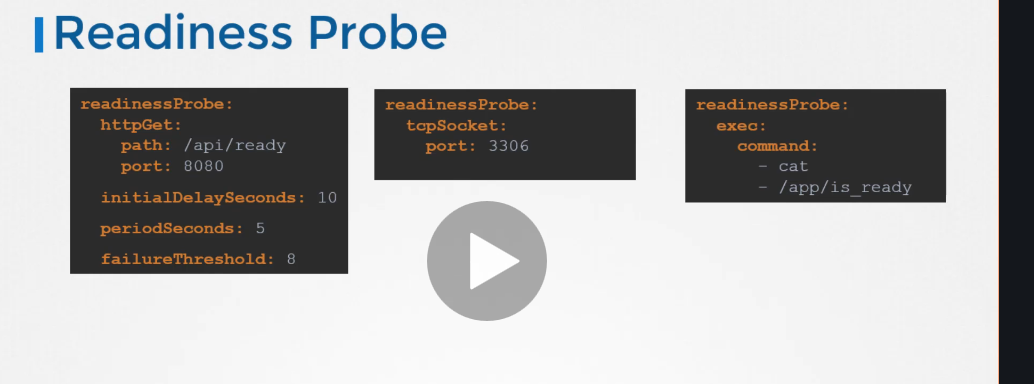 Readiness Probe
readinessProbe:
httpGet:
path: /api/ready
port: 8080
initialDelaySeconds: 10
periodSeconds: 5
failureThreshold: 8
readinessProbe:
tcpSocket:
port: 3306
readinessProbe:
exec:
command:
- cat
- /app/is_ready